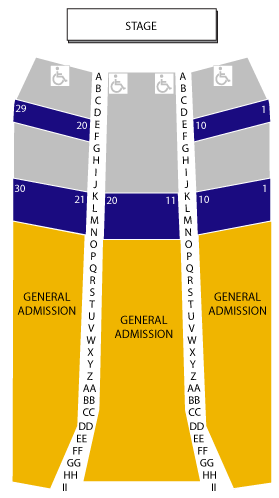 STAGE
A A
B B
C C
29 D D 1
20 E E 10
F F
G G
H H
I I
30 J J 1
21 K 20 11 K 10
L L
M M
N N
O O
P P
Q Q
R R
GENERAL S S GENERAL
ADMISSION T GENERAL T ADMISSION
U ADMISSION U
V V
W W
X X
Y Y
Z Z
AA AA
BB BB
CC CC
DD DD
EE EE
FF FF
GG GG
HH HH
II II